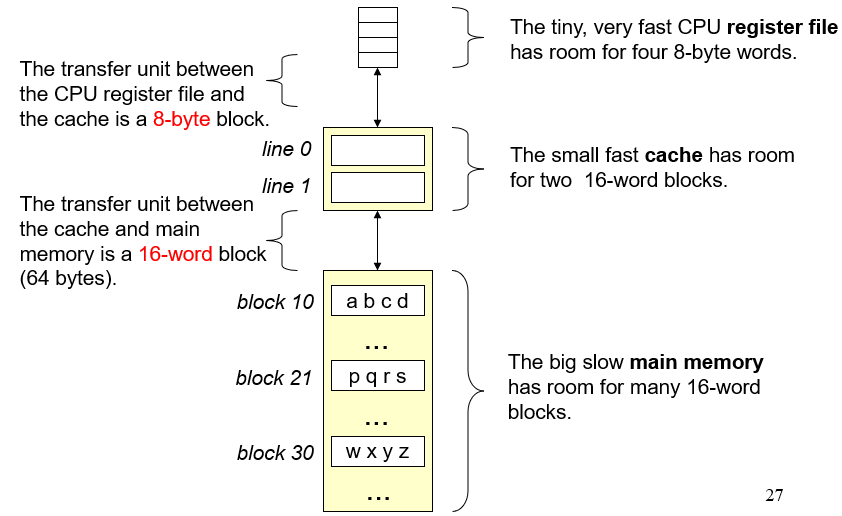 The tiny, very fast CPU register file
has room for four 8-byte words.
The transfer unit between
the CPU register file and
the cache is a 8-byte block.
line 0
line 1
The small fast cache has room
for two  16-word blocks.
The transfer unit between
the cache and main
memory is a 16-word block
(64 bytes).
block 10
a b c d
...
block 21
p q r s
...
block 30
w x y z
...
The big slow main memory
has room for many 16-word
blocks.
27